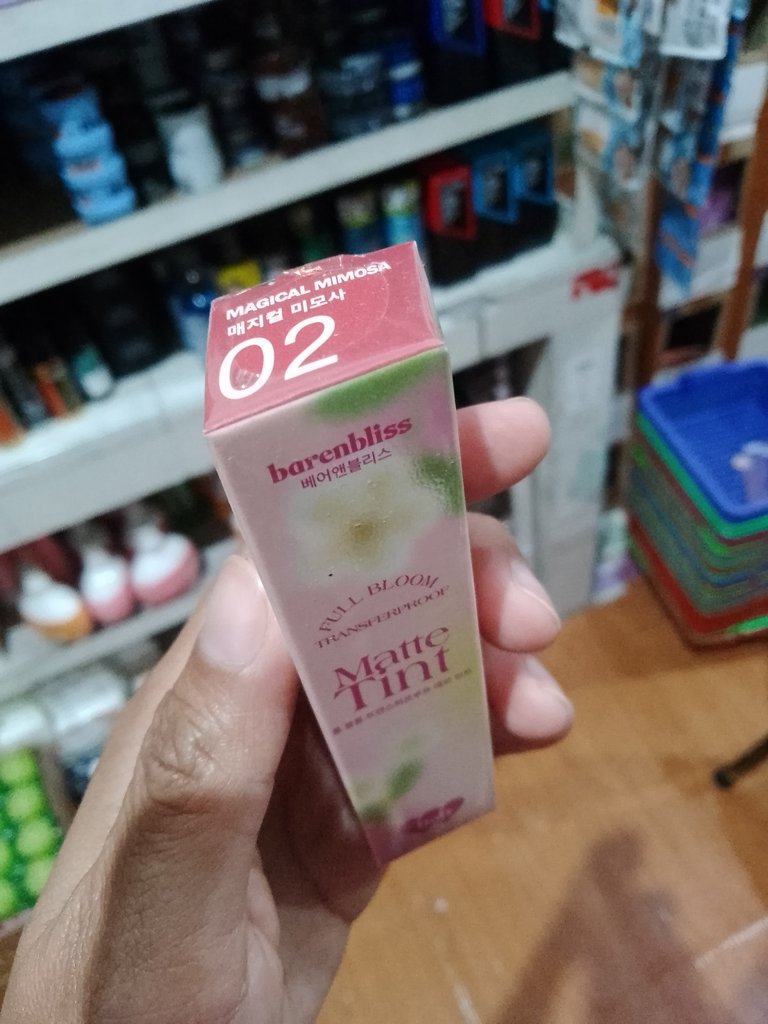 MAGICAL MIMOSA
매지컬 미모사
02
barenbliss
베어앤블리스
FULL BLOOM
TRANSFERPROOF
Matte
Tint